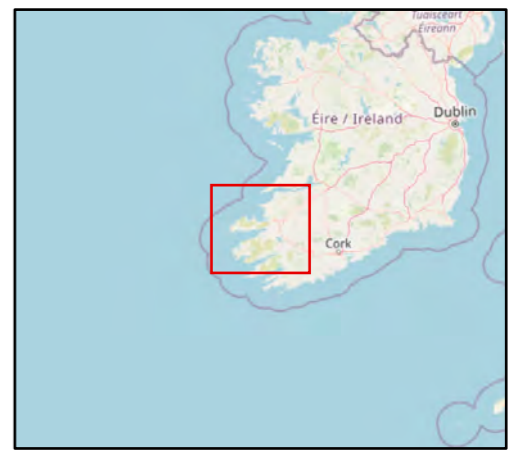 Tuaisceart
Éireann
Éire / Ireland
Dublin
Cork